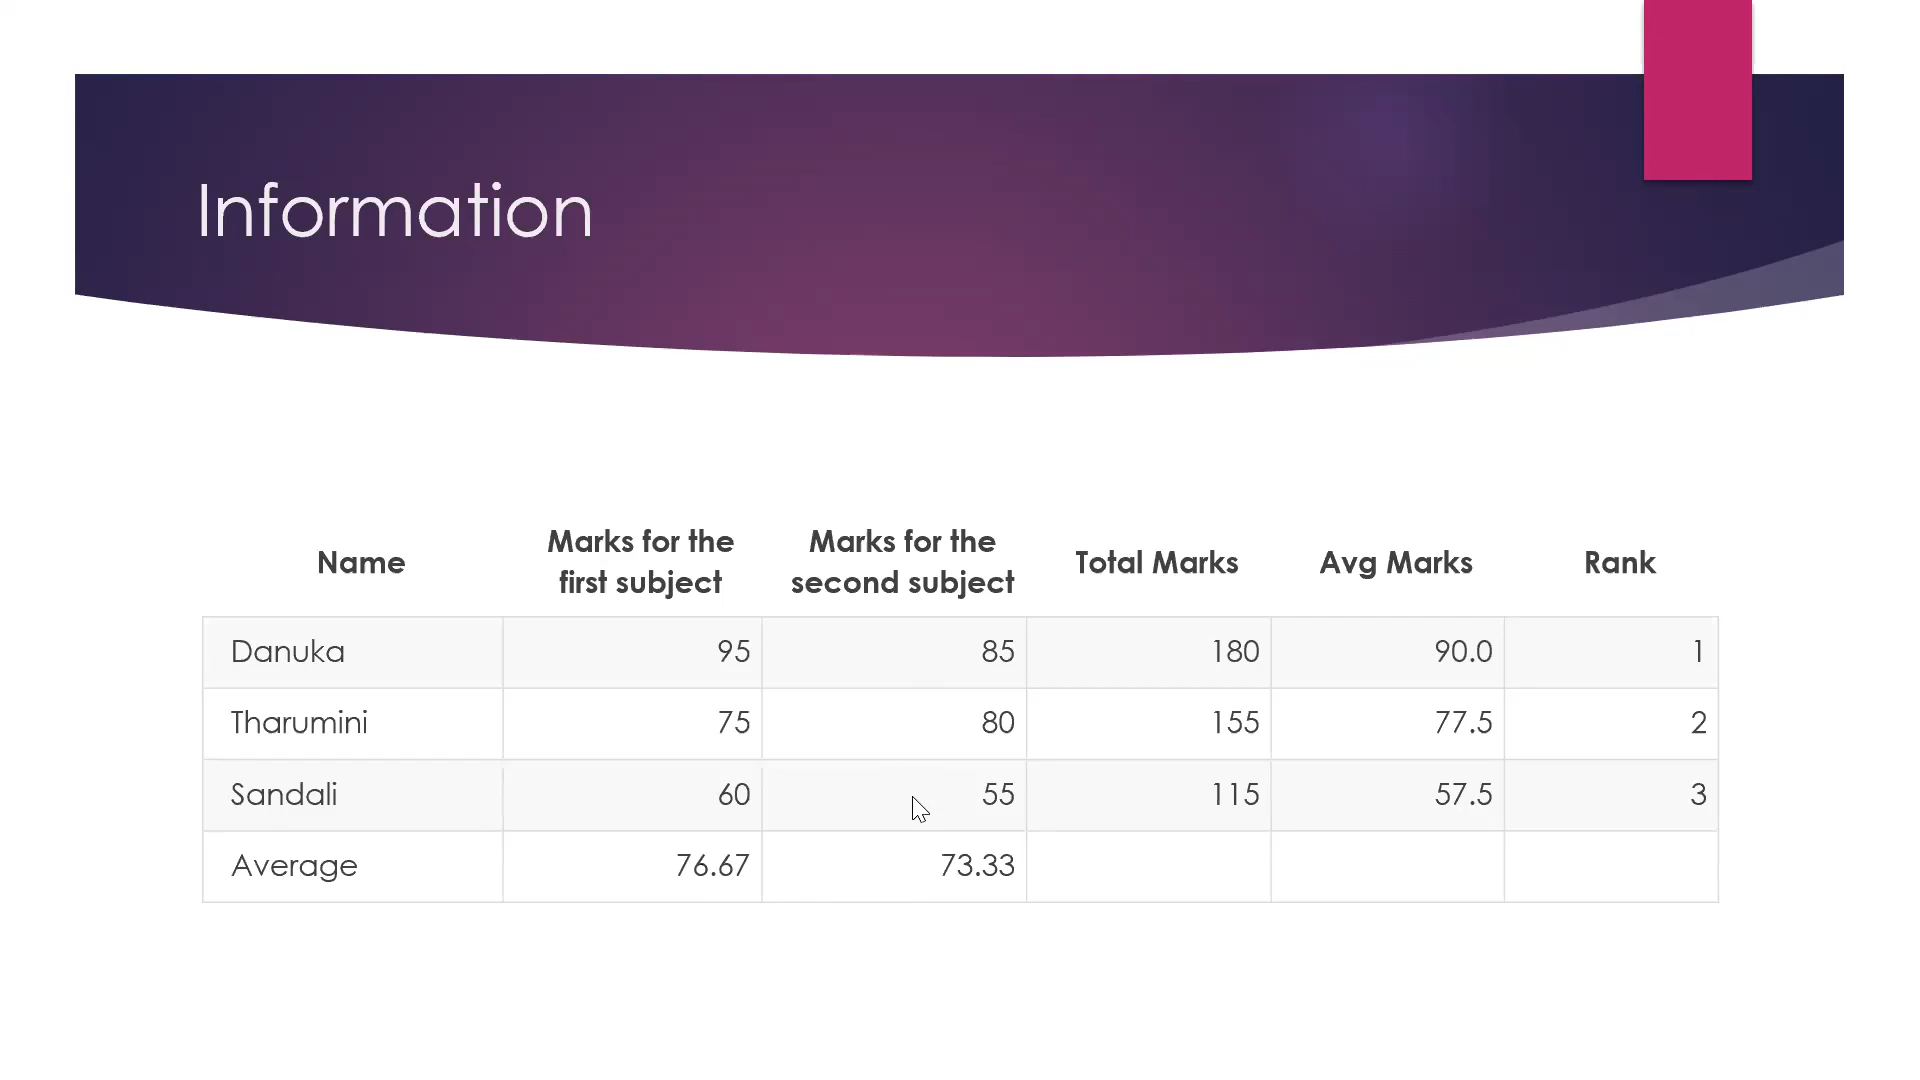 Information
Name Marks for the first subject Marks for the second subject Total Marks Avg Marks Rank
Danuka 95 85 180 90.0 1
Tharumini 75 80 155 77.5 2
Sandali 60 55 115 57.5 3
Average 76.67 73.33